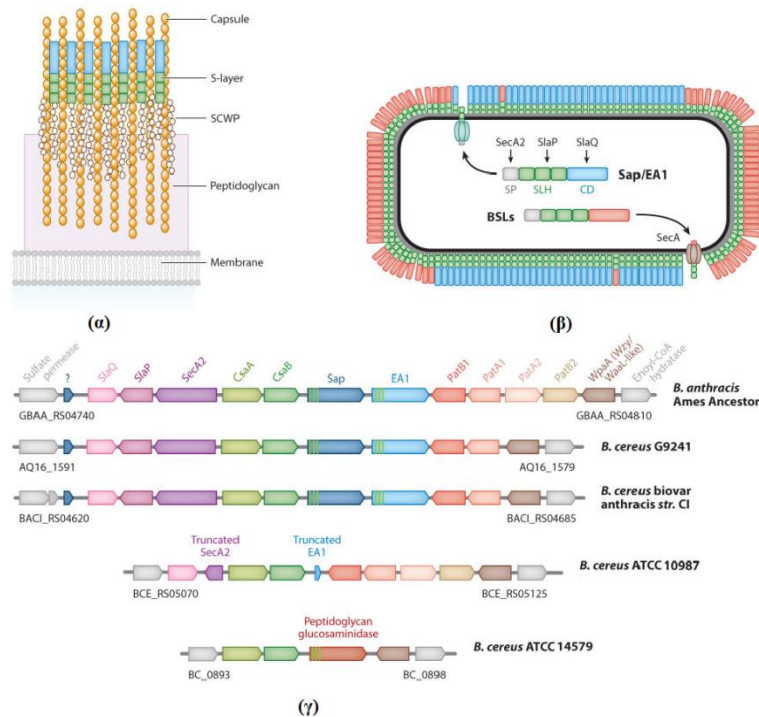 Capsule
S-layer
SCWP
Peptidoglycan
Membrane
(α)
SecA2 SlaP SlaQ
Sap/EA1
SP SLH CD
BSLs
SecA
(β)
Sulfate permease
?
SlaQ
SlaP
SecA2
CsaA
CsaB
Sap
EA1
PatB1
PatA1
PatA2
PatB2
WpaA (Wzy/
WaaL-like)
Enoyl-CoA
hydratase
B. anthracis
Ames Ancestor
GBAA_RS04740 GBAA_RS04810
B. cereus G9241
AQ16_1591 AQ16_1579
B. cereus biovar
anthracis str. CI
BACI_RS04620 BACI_RS04685
Truncated
SecA2
Truncated
EA1
B. cereus ATCC 10987
BCE_RS05070 BCE_RS05125
Peptidoglycan
glucosaminidase
B. cereus ATCC 14579
BC_0893 BC_0898
(γ)